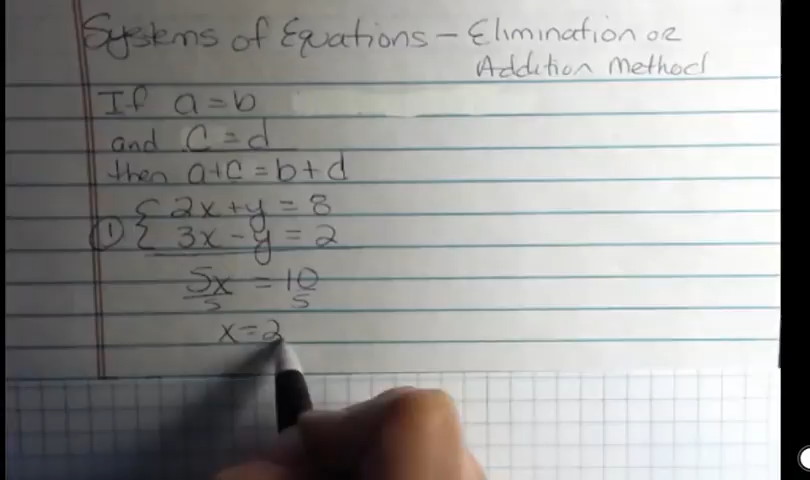 Systems of Equations - Elimination or
Addition Method
If a = b
and C = d
then a+c = b+d
2x+y = 8
① { 3x - y = 2
5x = 10
5 5
x = 2